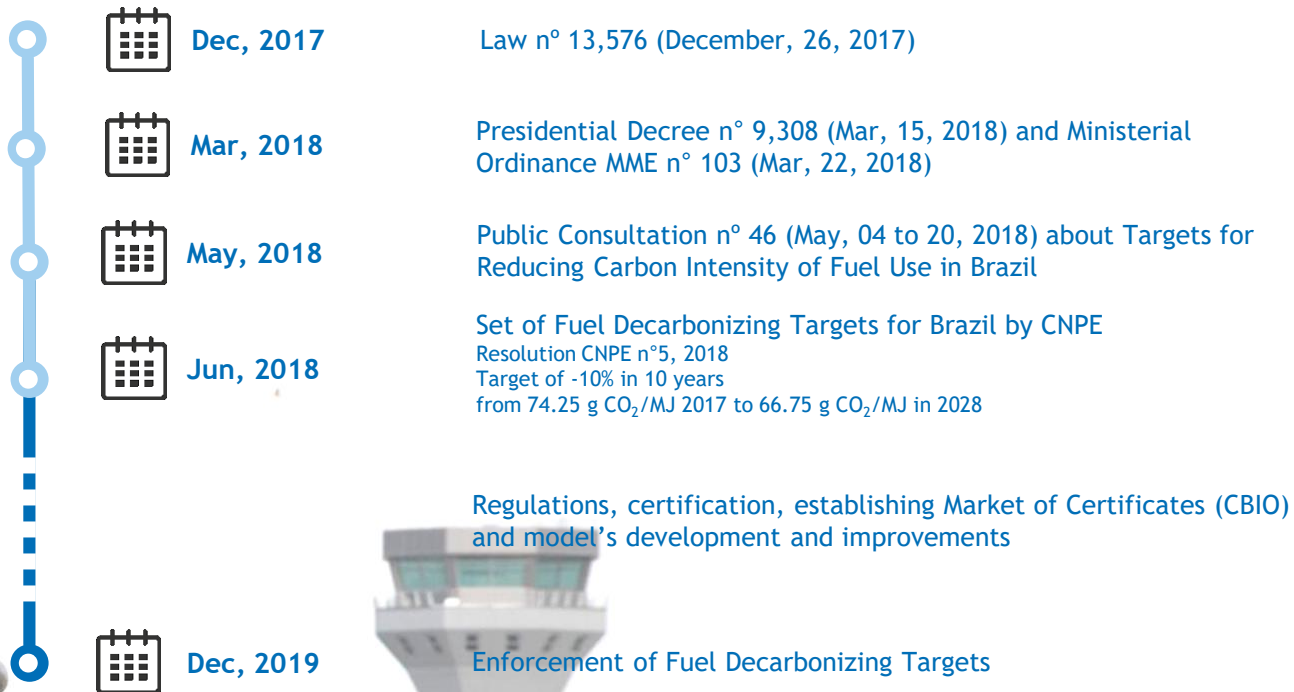 Dec, 2017
Law nº 13,576 (December, 26, 2017)
Mar, 2018
Presidential Decree n° 9,308 (Mar, 15, 2018) and Ministerial
Ordinance MME n° 103 (Mar, 22, 2018)
May, 2018
Public Consultation nº 46 (May, 04 to 20, 2018) about Targets for
Reducing Carbon Intensity of Fuel Use in Brazil
Jun, 2018
Set of Fuel Decarbonizing Targets for Brazil by CNPE
Resolution CNPE n°5, 2018
Target of -10% in 10 years
from 74.25 g CO₂/MJ 2017 to 66.75 g CO₂/MJ in 2028
Regulations, certification, establishing Market of Certificates (CBIO)
and model’s development and improvements
Dec, 2019
Enforcement of Fuel Decarbonizing Targets